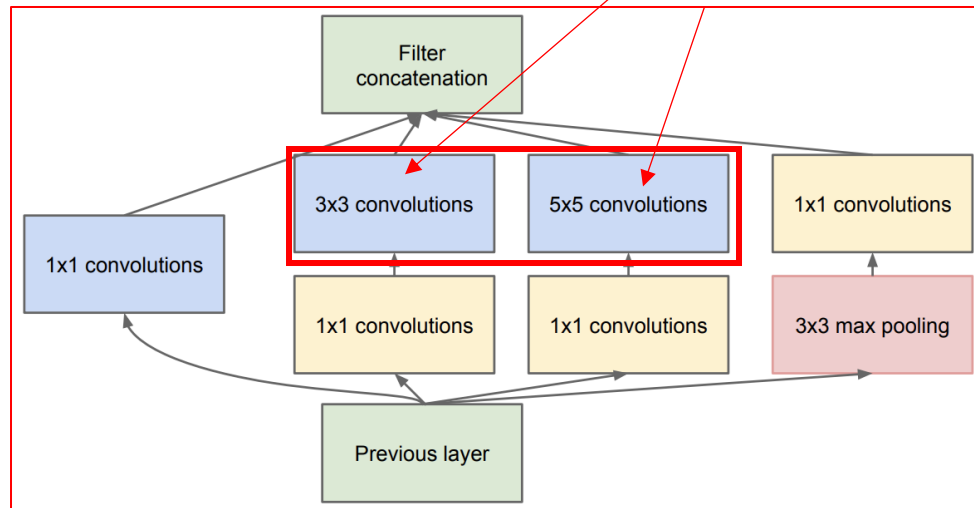 Filter
concatenation
3x3 convolutions
5x5 convolutions
1x1 convolutions
1x1 convolutions
1x1 convolutions
1x1 convolutions
3x3 max pooling
Previous layer